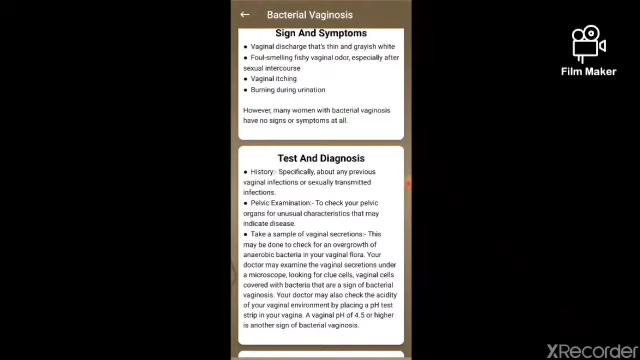 Bacterial Vaginosis
Sign And Symptoms
● Vaginal discharge that's thin and grayish white
● Foul-smelling fishy vaginal odor, especially after
sexual intercourse
● Vaginal itching
● Burning during urination
However, many women with bacterial vaginosis
have no signs or symptoms at all.
Test And Diagnosis
● History:- Specifically, about any previous
vaginal infections or sexually transmitted
infections.
● Pelvic Examination:- To check your pelvic
organs for unusual characteristics that may
indicate disease.
● Take a sample of vaginal secretions:- This
may be done to check for an overgrowth of
anaerobic bacteria in your vaginal flora. Your
doctor may examine the vaginal secretions under
a microscope, looking for clue cells, vaginal cells
covered with bacteria that are a sign of bacterial
vaginosis. Your doctor may also check the acidity
of your vaginal environment by placing a pH test
strip in your vagina. A vaginal pH of 4.5 or higher
is another sign of bacterial vaginosis.
Film Maker
XRecorder